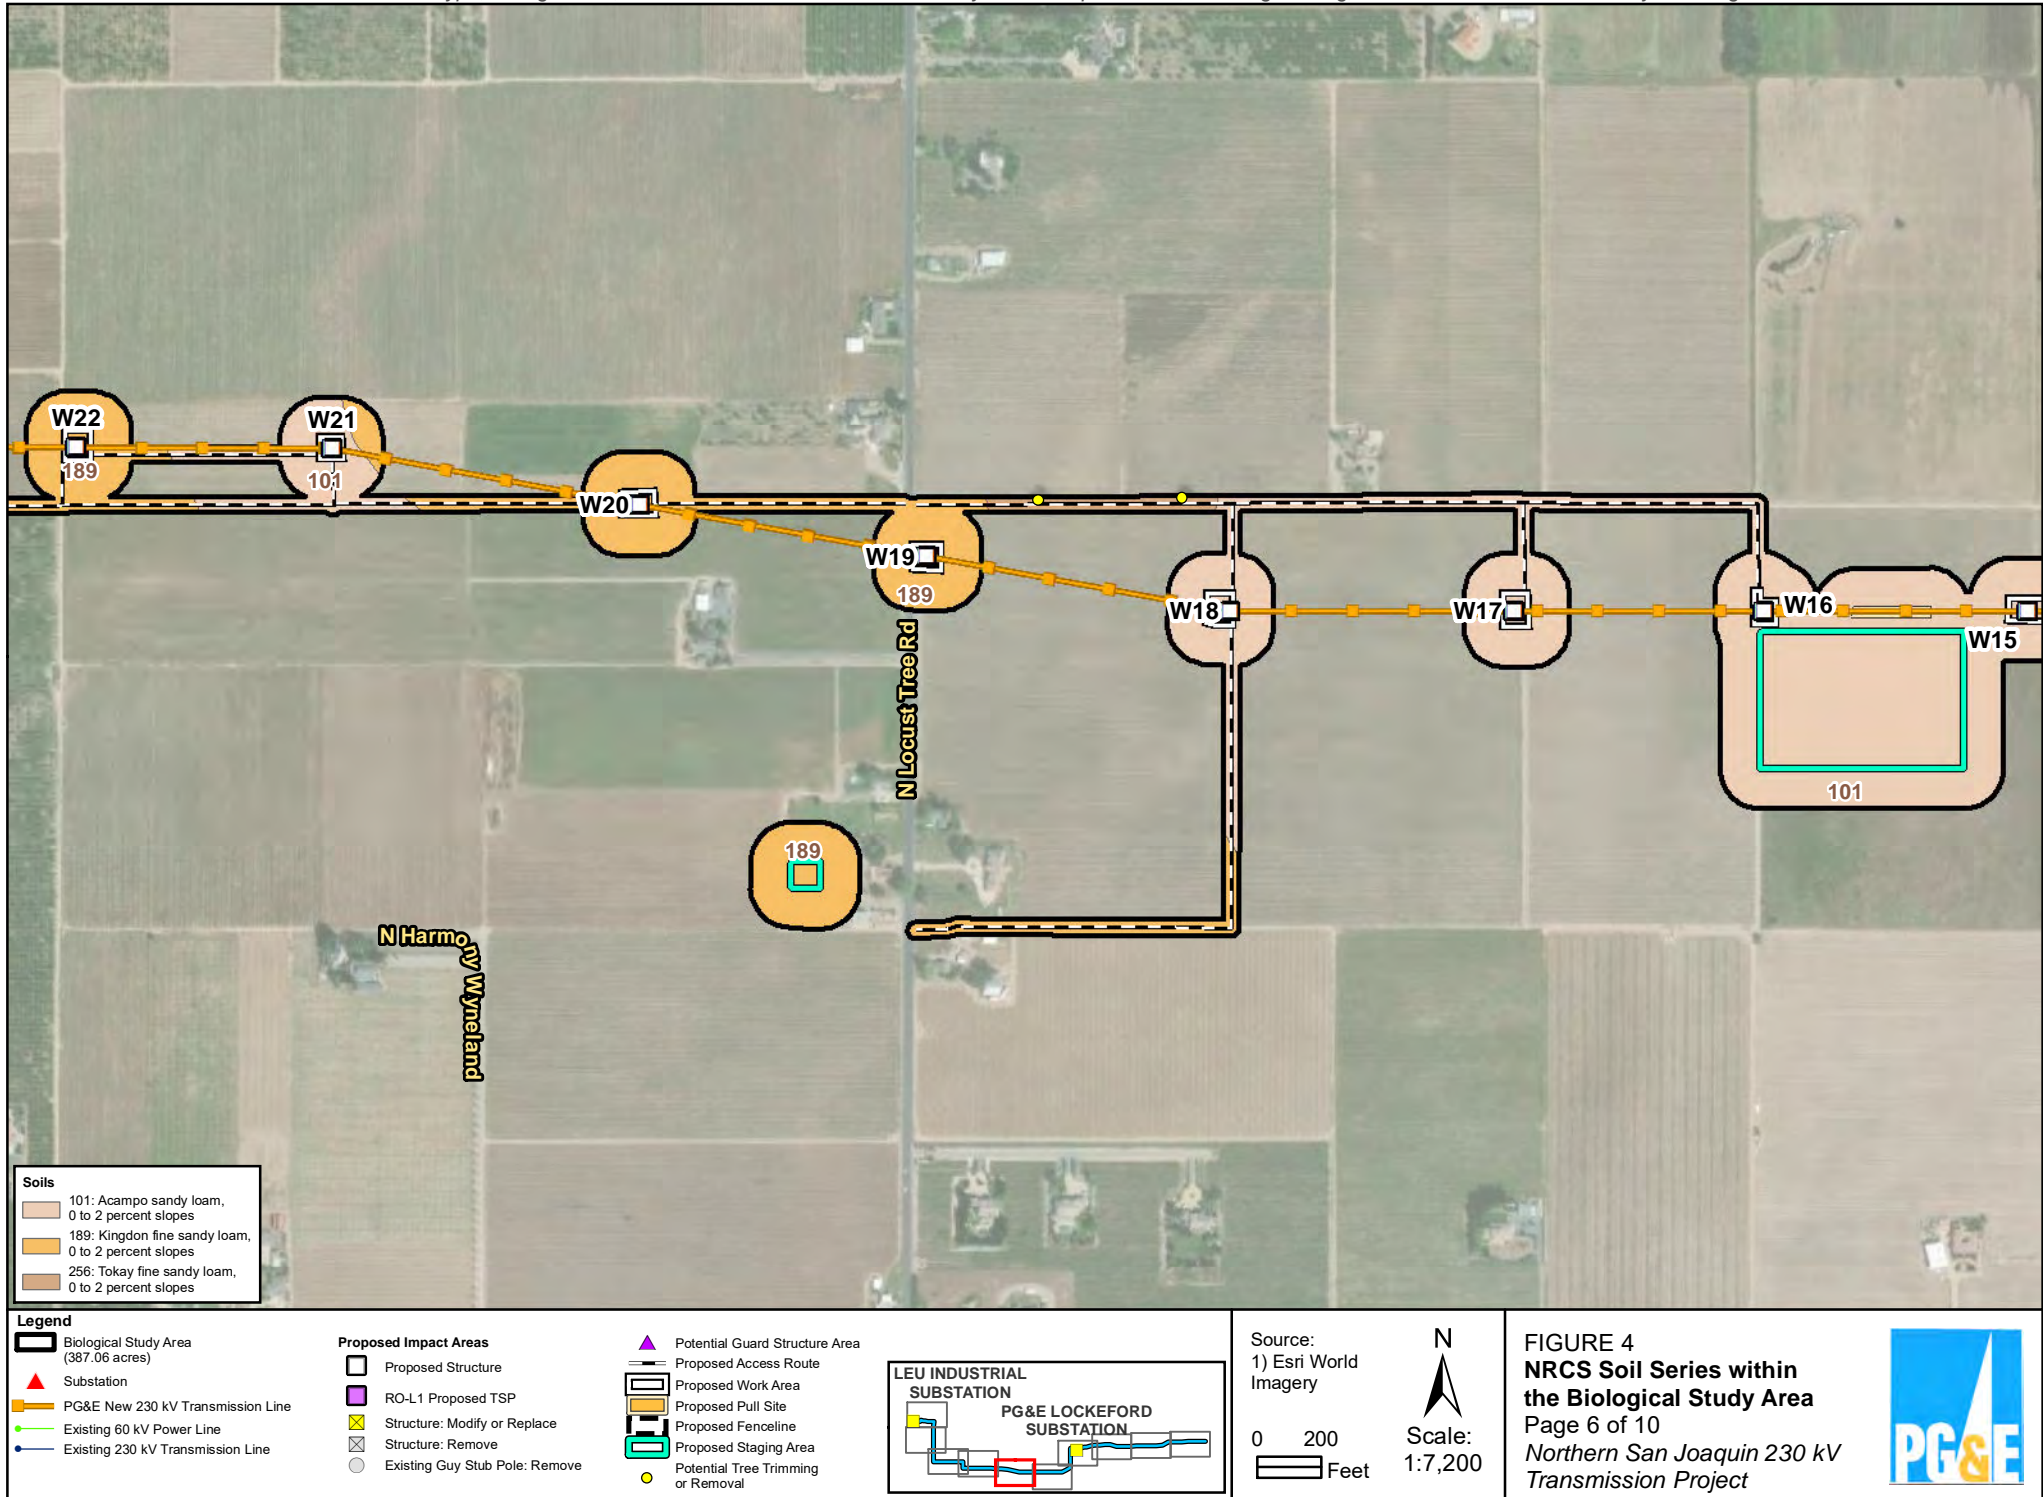 W22
189
W21
101
W20
W19
189
W18
W17
W16
W15
101
N Locust Tree Rd
189
N Harmony Wyneland
Soils
101: Acampo sandy loam,
0 to 2 percent slopes
189: Kingdon fine sandy loam,
0 to 2 percent slopes
256: Tokay fine sandy loam,
0 to 2 percent slopes
Legend
Biological Study Area
(387.06 acres)
Substation
PG&E New 230 kV Transmission Line
Existing 60 kV Power Line
Existing 230 kV Transmission Line
Proposed Impact Areas
Proposed Structure
RO-L1 Proposed TSP
Structure: Modify or Replace
Structure: Remove
Existing Guy Stub Pole: Remove
Potential Guard Structure Area
Proposed Access Route
Proposed Work Area
Proposed Pull Site
Proposed Fenceline
Proposed Staging Area
Potential Tree Trimming
or Removal
LEU INDUSTRIAL
SUBSTATION
PG&E LOCKEFORD
SUBSTATION
Source:
1) Esri World
Imagery
0 200
Feet
N
Scale:
1:7,200
FIGURE 4
NRCS Soil Series within
the Biological Study Area
Page 6 of 10
Northern San Joaquin 230 kV
Transmission Project
PG&E